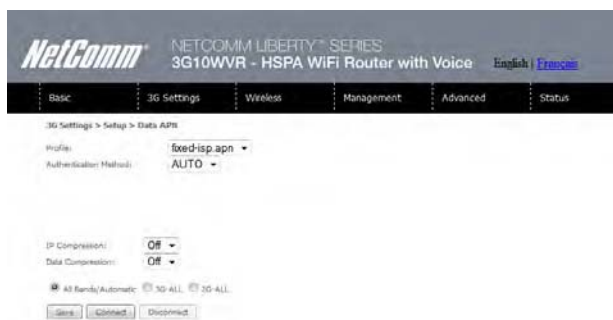 NetComm
NETCOMM LIBERTY™ SERIES
3G10WVR - HSPA WiFi Router with Voice
English | Français
Basic
3G Settings
Wireless
Management
Advanced
Status
3G Settings > Setup > Data APN
Profile: fixed-isp.apn
Authentication Method: AUTO
IP Compression: Off
Data Compression: Off
All Bands/Automatic 3G-ALL 2G-ALL
Save Connect Disconnect